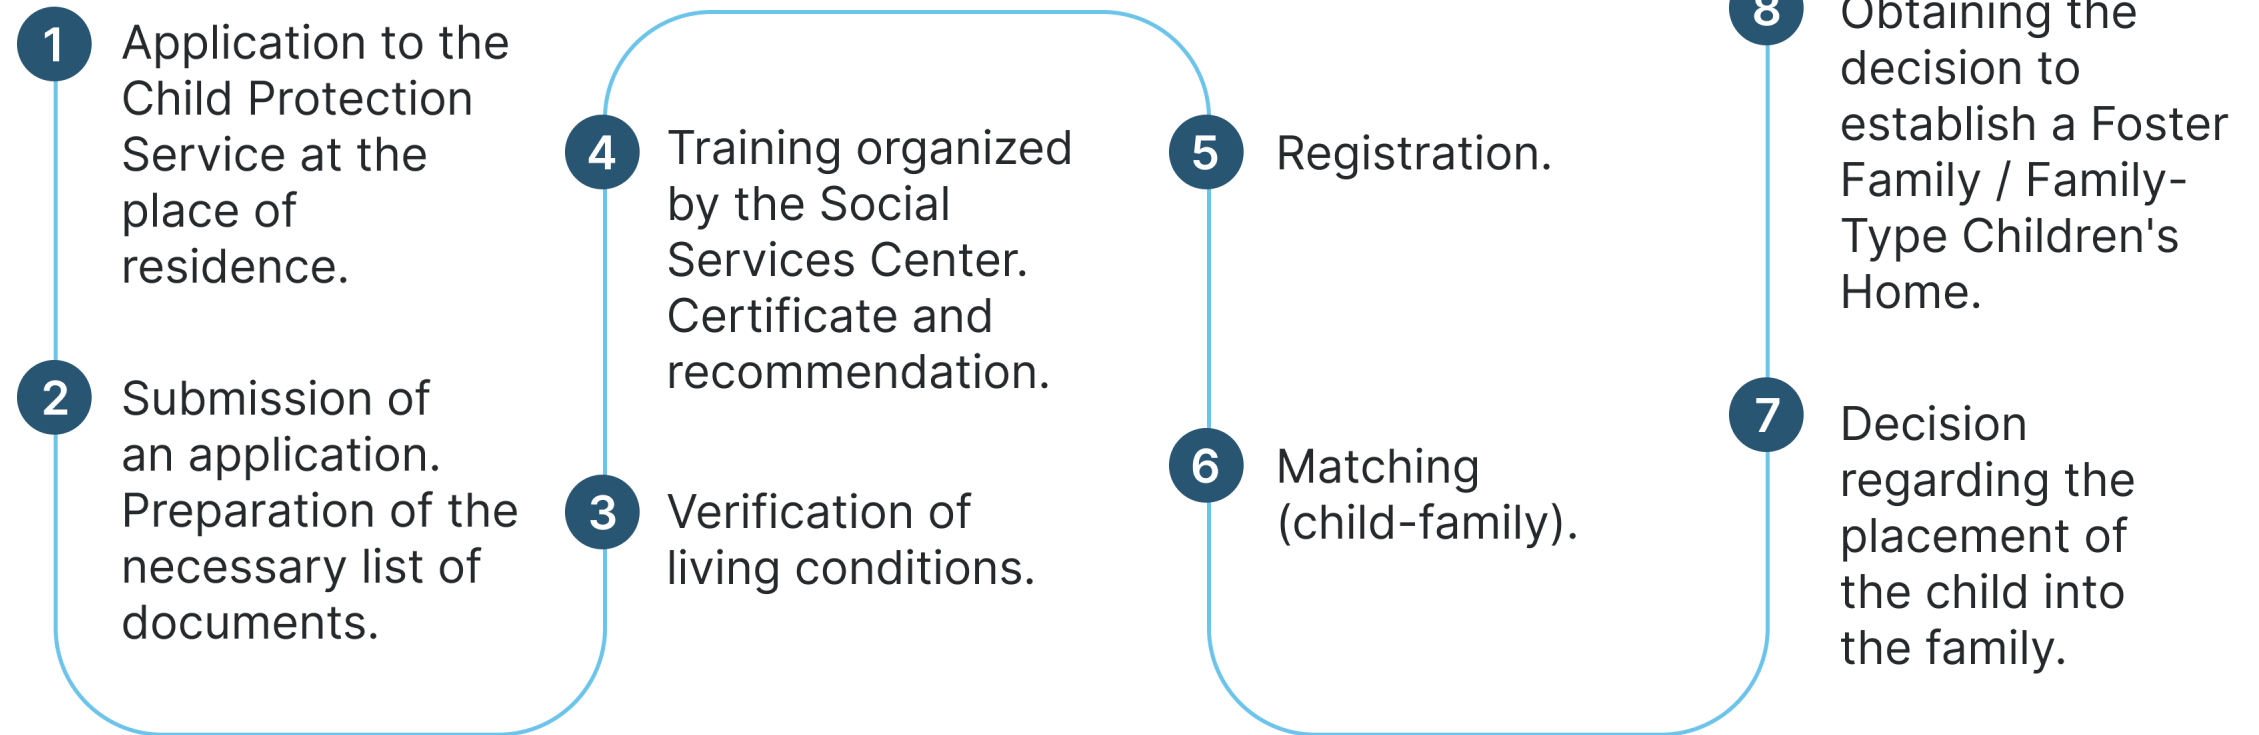 1
Application to the
Child Protection
Service at the
place of
residence.
2
Submission of
an application.
Preparation of the
necessary list of
documents.
3
Verification of
living conditions.
4
Training organized
by the Social
Services Center.
Certificate and
recommendation.
5
Registration.
6
Matching
(child-family).
7
Decision
regarding the
placement of
the child into
the family.
8
Obtaining the
decision to
establish a Foster
Family / Family-
Type Children's
Home.